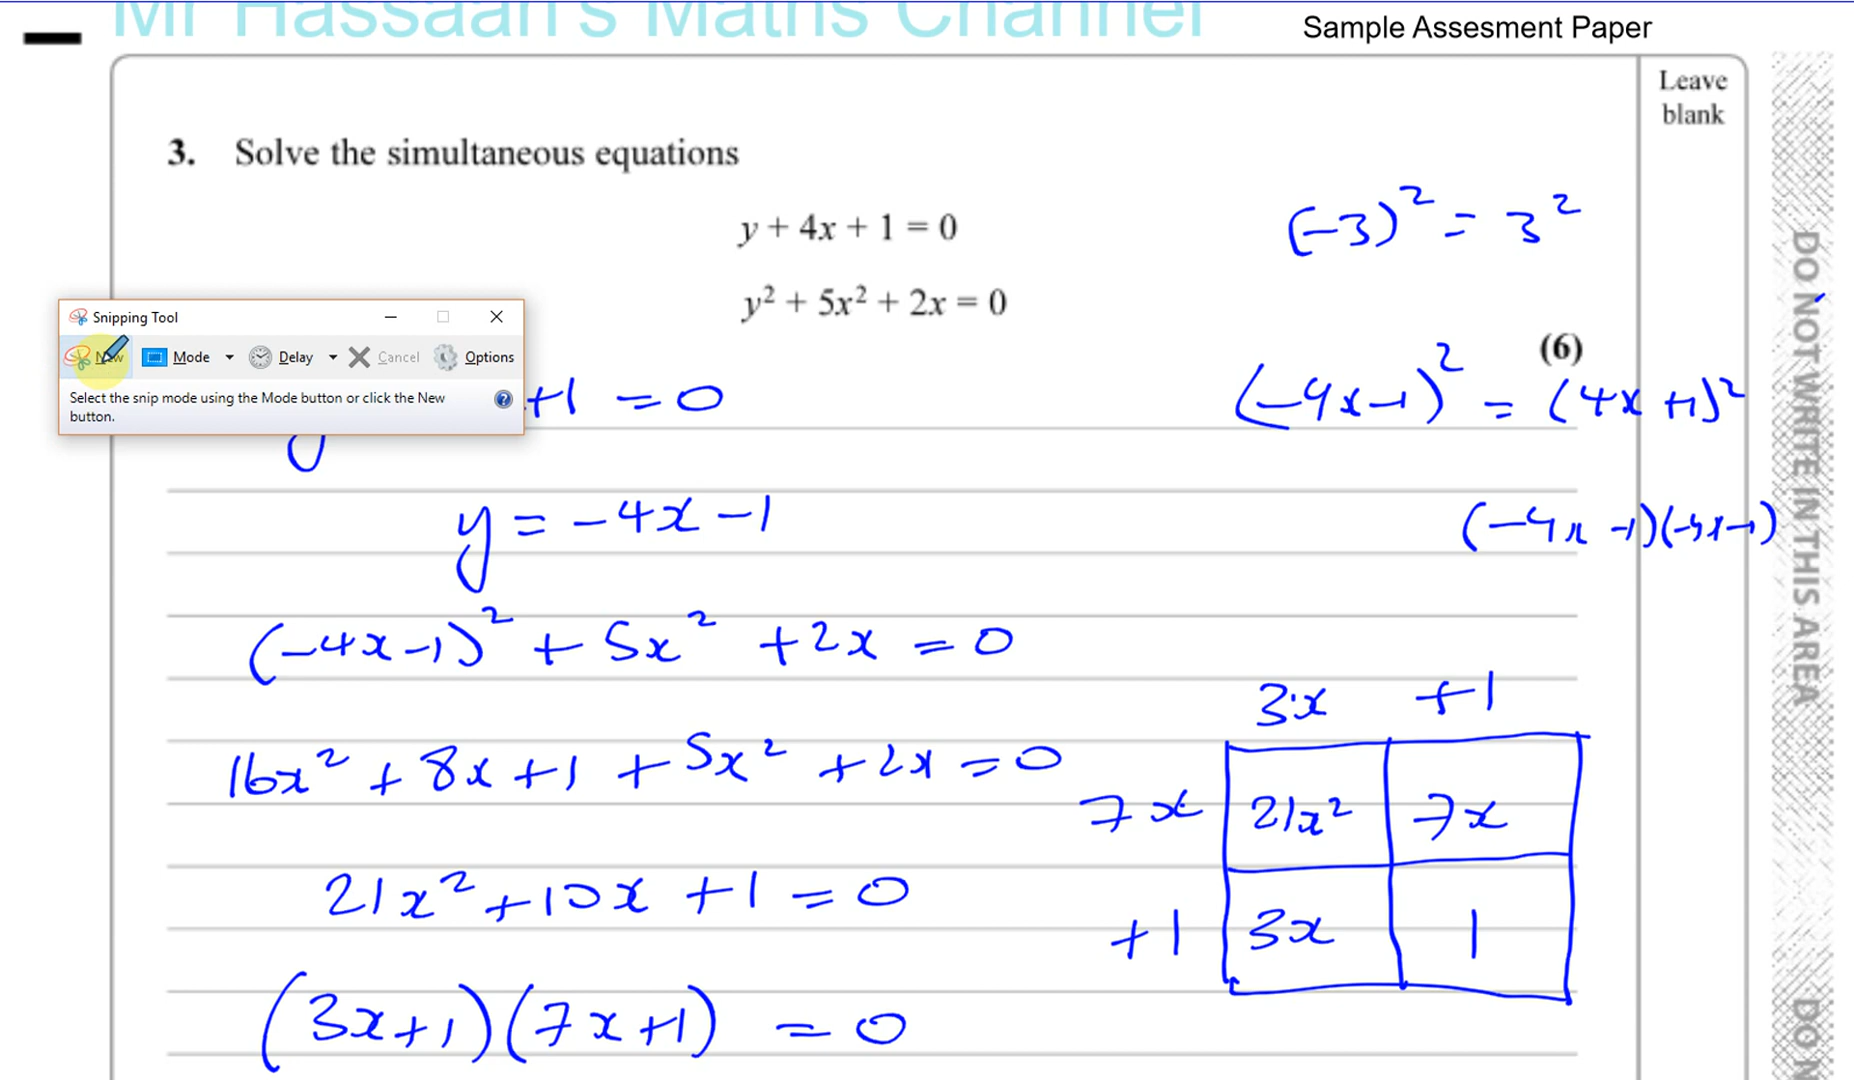 Mr Hassaan's Maths Channel
Sample Assesment Paper
Leave
blank
3. Solve the simultaneous equations
y + 4x + 1 = 0
y² + 5x² + 2x = 0
(6)
(-3)² = 3²
Snipping Tool
New Mode Delay Cancel Options
Select the snip mode using the Mode button or click the New
button.
+1 = 0
(-4x-1)² = (4x+1)²
y = -4x-1
(-4x-1)(-4x-1)
(-4x-1)² + 5x² + 2x = 0
16x² + 8x+1 + 5x² + 2x = 0
21x² + 10x + 1 = 0
(3x+1)(7x+1) = 0
3x +1
7x 21x² 7x
+1 3x 1
DO NOT WRITE IN THIS AREA
DO N